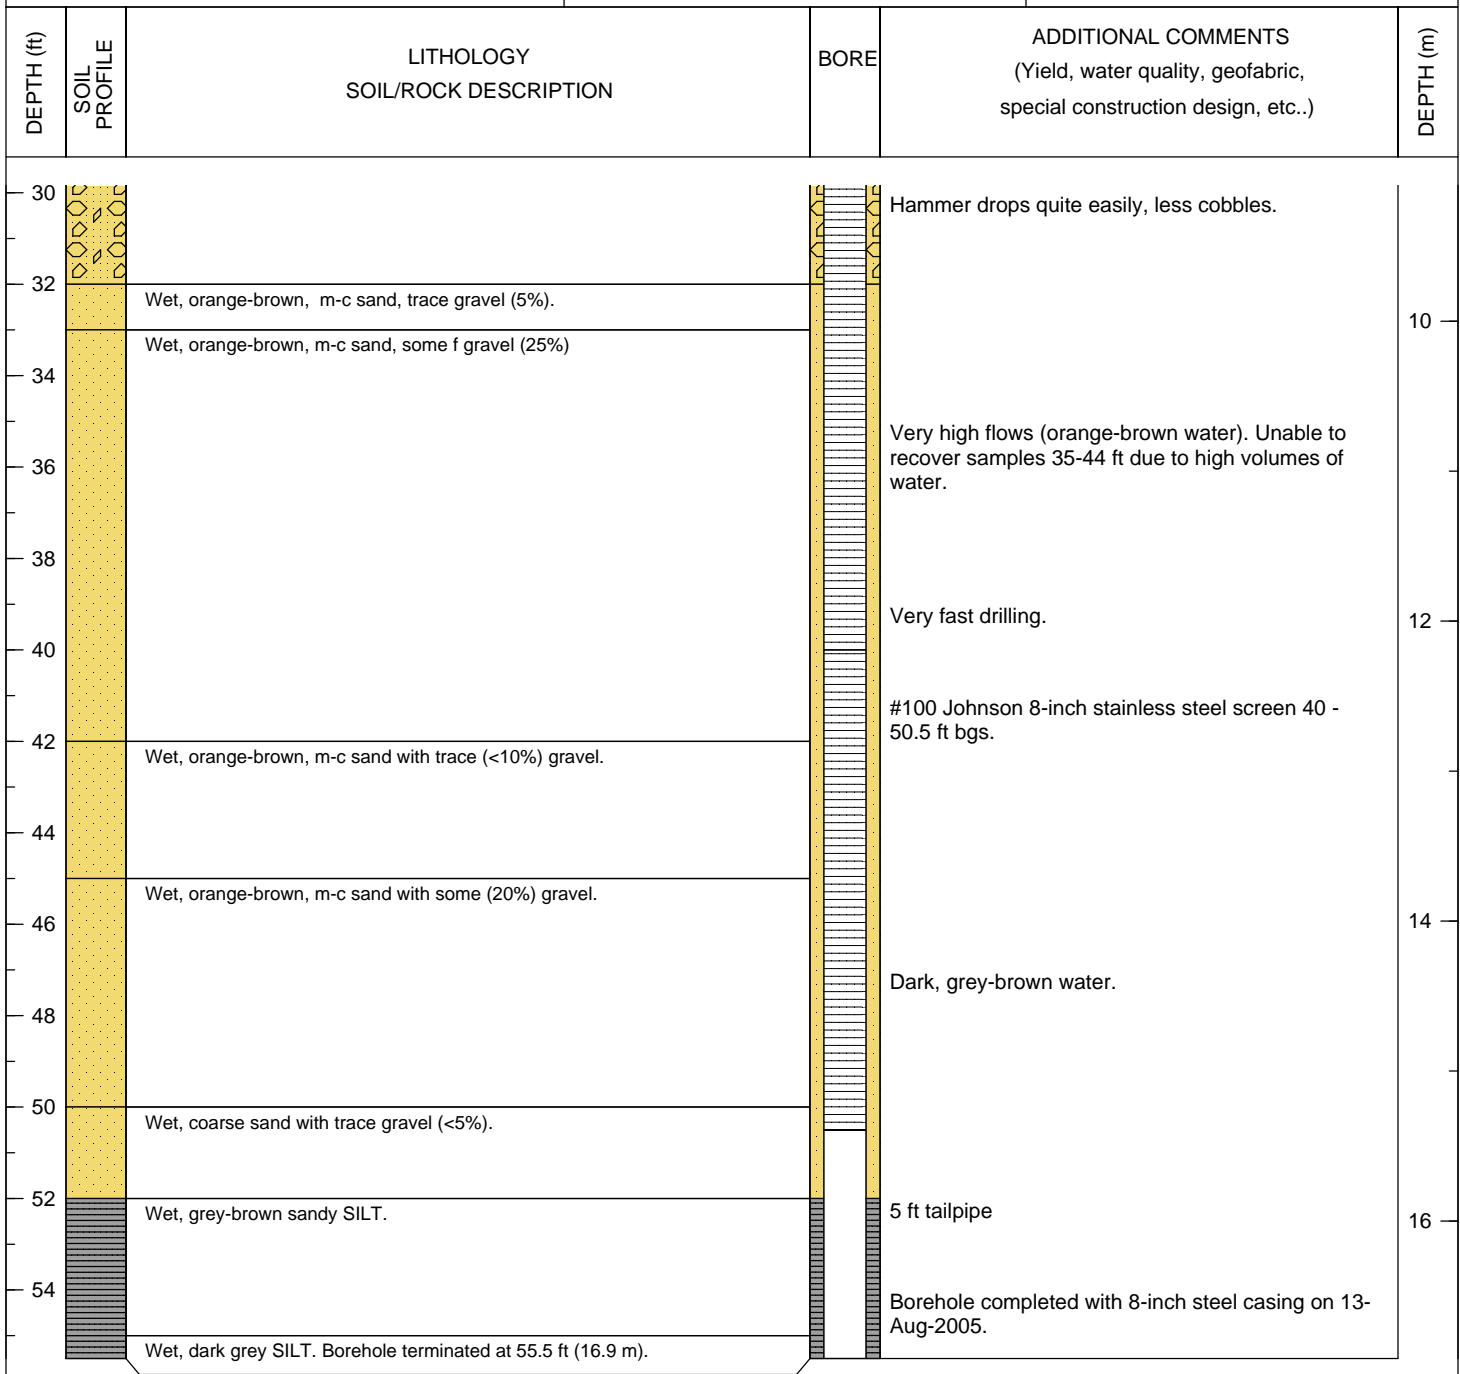 DEPTH (ft)
SOIL
PROFILE
LITHOLOGY
SOIL/ROCK DESCRIPTION
BORE
ADDITIONAL COMMENTS
(Yield, water quality, geofabric,
special construction design, etc..)
DEPTH (m)
30
Hammer drops quite easily, less cobbles.
32
Wet, orange-brown, m-c sand, trace gravel (5%).
10
Wet, orange-brown, m-c sand, some f gravel (25%)
34
Very high flows (orange-brown water). Unable to
recover samples 35-44 ft due to high volumes of
water.
36
38
Very fast drilling.
12
40
#100 Johnson 8-inch stainless steel screen 40 -
50.5 ft bgs.
42
Wet, orange-brown, m-c sand with trace (<10%) gravel.
44
Wet, orange-brown, m-c sand with some (20%) gravel.
46
14
Dark, grey-brown water.
48
50
Wet, coarse sand with trace gravel (<5%).
52
Wet, grey-brown sandy SILT.
5 ft tailpipe
16
54
Borehole completed with 8-inch steel casing on 13-
Aug-2005.
Wet, dark grey SILT. Borehole terminated at 55.5 ft (16.9 m).